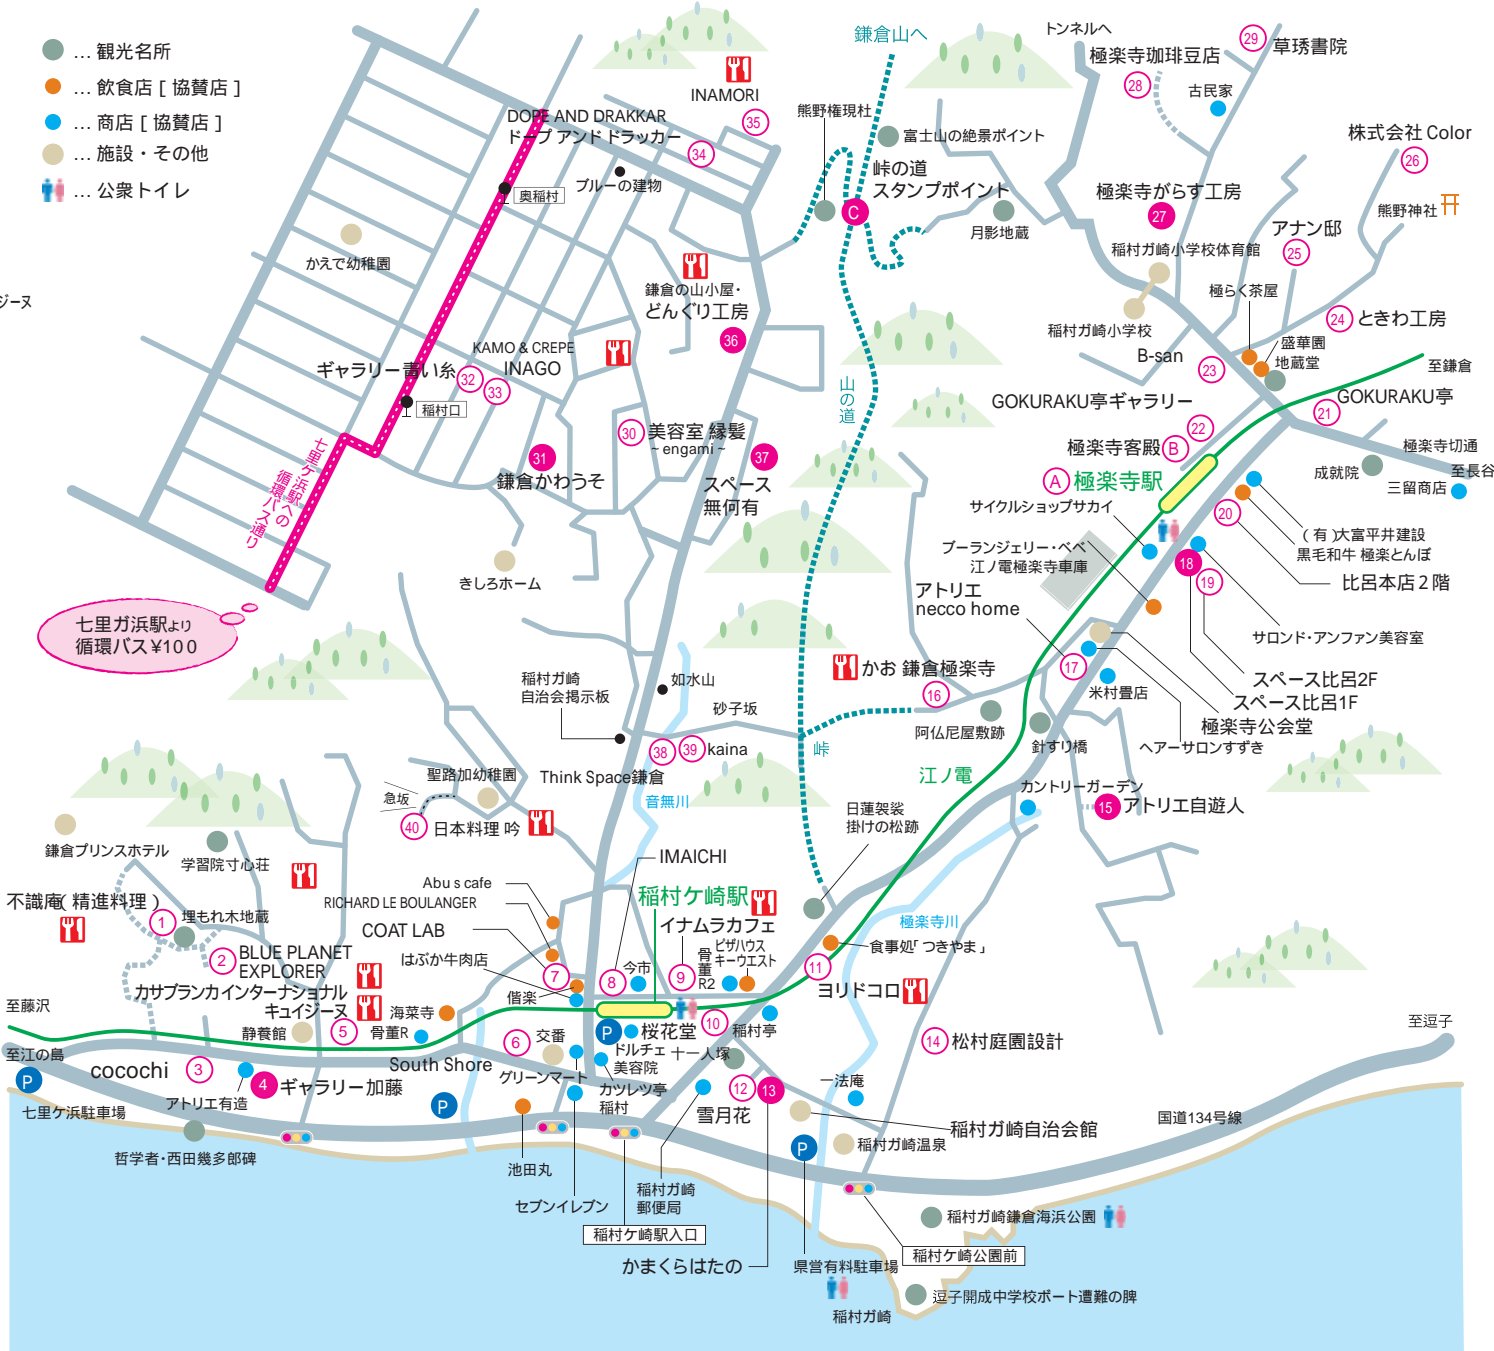 … 観光名所
… 飲食店 [ 協賛店 ]
… 商店 [ 協賛店 ]
… 施設・その他
… 公衆トイレ
INAMORI
35
DOPE AND DRAKKAR
ドープ アンド ドラッカー
34
ブルーの建物
奥稲村
かえで幼稚園
ジーヌ
鎌倉山へ
熊野権現社
富士山の絶景ポイント
峠の道
スタンプポイント
C
月影地蔵
トンネルへ
極楽寺珈琲豆店
28
古民家
29
草琇書院
株式会社 Color
26
熊野神社
極楽寺がらす工房
27
アナン邸
25
稲村ガ崎小学校体育館
極らく茶屋
稲村ガ崎小学校
24
ときわ工房
盛華園
地蔵堂
B-san
23
至鎌倉
GOKURAKU亭
21
GOKURAKU亭ギャラリー
22
極楽寺客殿
B
極楽寺切通
成就院
至長谷
三留商店
A
極楽寺駅
サイクルショップサカイ
20
(有)大富平井建設
黒毛和牛 極楽とんぼ
比呂本店2階
鎌倉の山小屋・
どんぐり工房
36
KAMO & CREPE
INAGO
ギャラリー青い糸
32
33
稲村口
山の道
30
美容室 縁髪
~ engami ~
31
鎌倉かわうそ
37
スペース
無何有
七里ケ浜駅への
循環バス通り
きしろホーム
七里ガ浜駅より
循環バス¥100
ブーランジェリー・べべ
江ノ電極楽寺車庫
アトリエ
necco home
18
19
サロンド・アンファン美容室
17
スペース比呂2F
スペース比呂1F
極楽寺公会堂
米村畳店
ヘアーサロンすずき
かお 鎌倉極楽寺
16
阿仏尼屋敷跡
針すり橋
稲村ガ崎
自治会掲示板
如水山
砂子坂
38
39
kaina
峠
江ノ電
Think Space鎌倉
聖路加幼稚園
急坂
40
日本料理 吟
音無川
カントリーガーデン
15
アトリエ自遊人
日蓮袈裟
掛けの松跡
鎌倉プリンスホテル
学習院寸心荘
不識庵(精進料理)
1
埋もれ木地蔵
2
BLUE PLANET
EXPLORER
カサブランカインターナショナル
キュイジーヌ
Abu s cafe
RICHARD LE BOULANGER
COAT LAB
はぶか牛肉店
7
偕楽
IMAICHI
稲村ケ崎駅
イナムラカフェ
8
今市
9
骨董
R2
ピザハウス
キーウエスト
極楽寺川
食事処「つきやま」
11
ヨリドコロ
至藤沢
静養館
5
骨董R
海菜寺
6
交番
P
桜花堂
10
稲村亭
14
松村庭園設計
至逗子
至江の島
P
cocochi
3
アトリエ有造
4
ギャラリー加藤
South Shore
グリーンマート
ドルチェ
美容院
十一人塚
カツレツ亭
稲村
12
13
雪月花
一法庵
七里ケ浜駐車場
P
国道134号線
稲村ガ崎自治会館
哲学者・西田幾多郎碑
池田丸
P
稲村ガ崎温泉
セブンイレブン
稲村ガ崎
郵便局
稲村ケ崎駅入口
稲村ガ崎鎌倉海浜公園
稲村ケ崎公園前
かまくらはたの
県営有料駐車場
逗子開成中学校ボート遭難の脾
稲村ガ崎